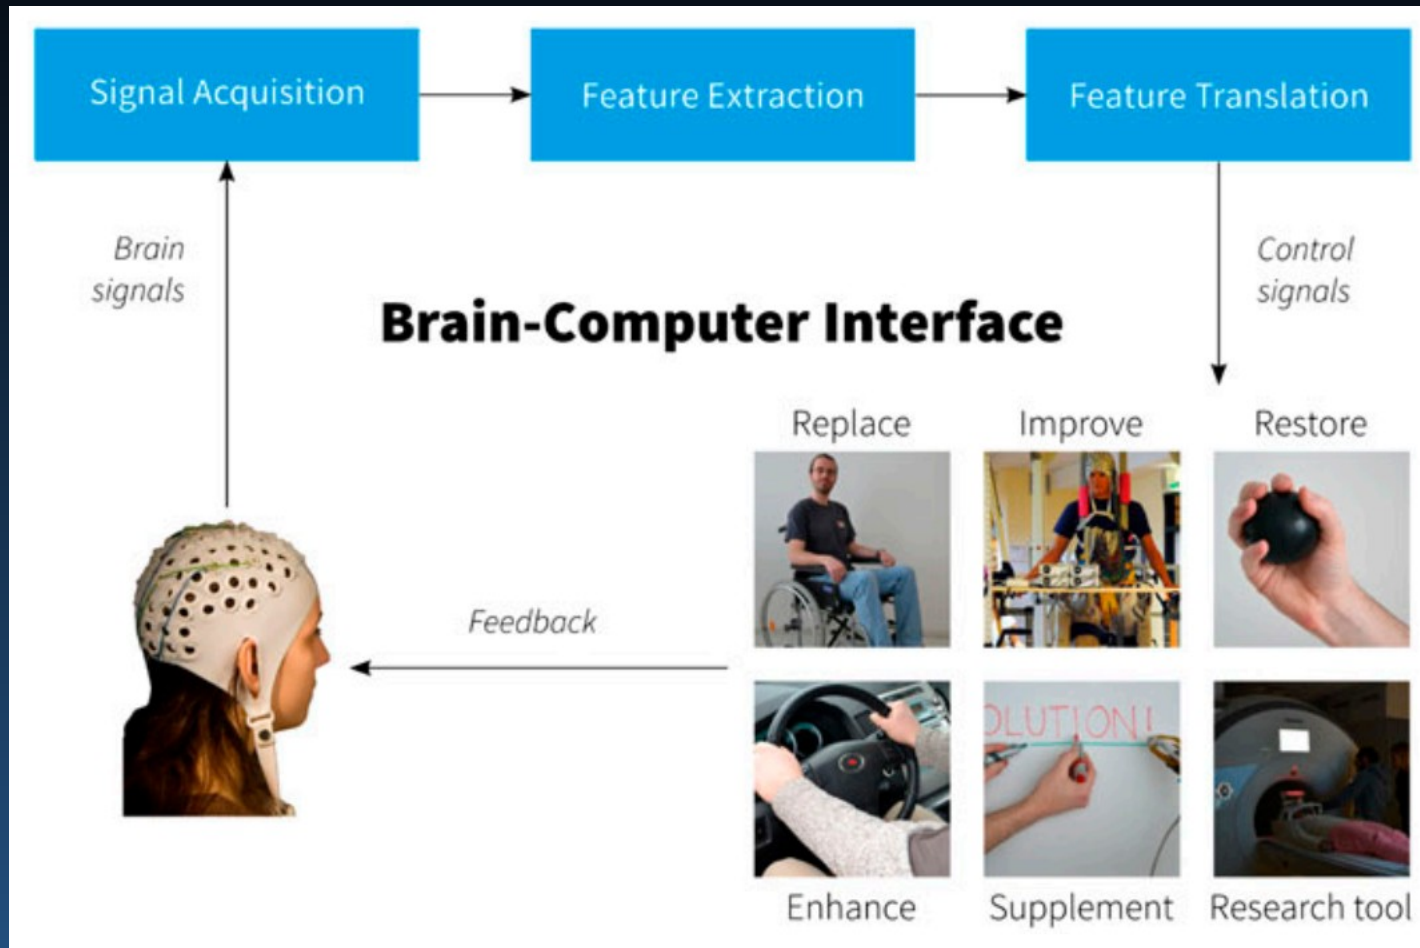 Signal Acquisition
Feature Extraction
Feature Translation
Brain
signals
Control
signals
Brain-Computer Interface
Replace
Improve
Restore
Feedback
OLUTION!
Enhance
Supplement
Research tool